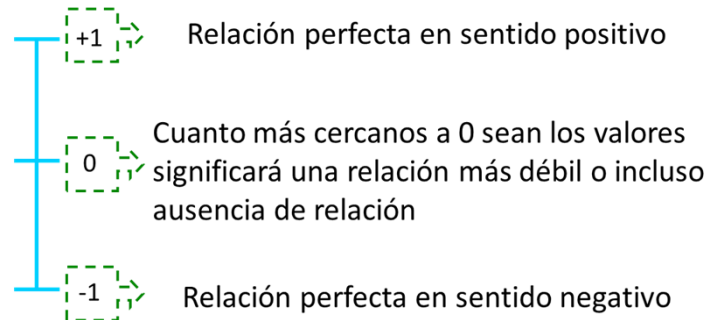 +1 Relación perfecta en sentido positivo
Cuanto más cercanos a 0 sean los valores
0 significará una relación más débil o incluso
ausencia de relación
-1 Relación perfecta en sentido negativo